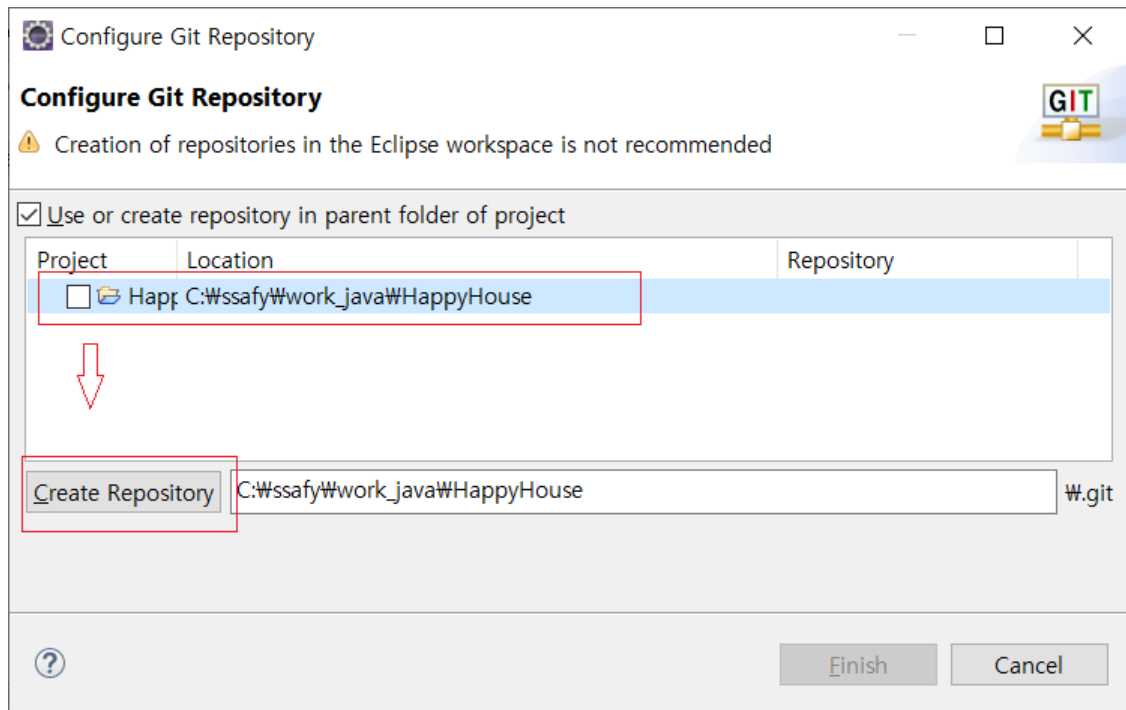 Configure Git Repository
Configure Git Repository
GIT
Creation of repositories in the Eclipse workspace is not recommended
Use or create repository in parent folder of project
Project Location Repository
Happ C:₩ssafy₩work_java₩HappyHouse
Create Repository C:₩ssafy₩work_java₩HappyHouse ₩.git
? Finish Cancel